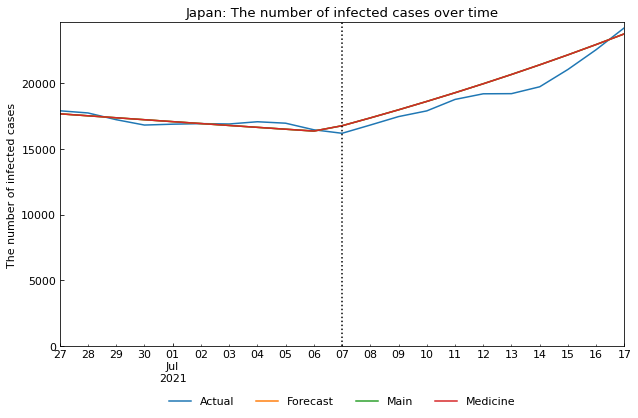 Japan: The number of infected cases over time
The number of infected cases
20000
15000
10000
5000
0
27 28 29 30 01 02 03 04 05 06 07 08 09 10 11 12 13 14 15 16 17
Jul
2021
Actual Forecast Main Medicine